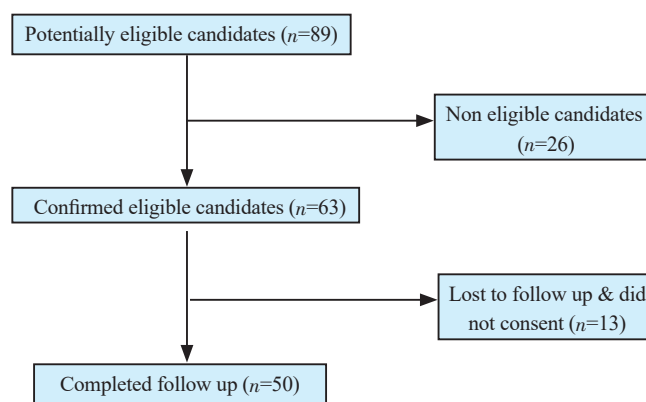 Potentially eligible candidates (n=89)
Non eligible candidates
(n=26)
Confirmed eligible candidates (n=63)
Lost to follow up & did
not consent (n=13)
Completed follow up (n=50)